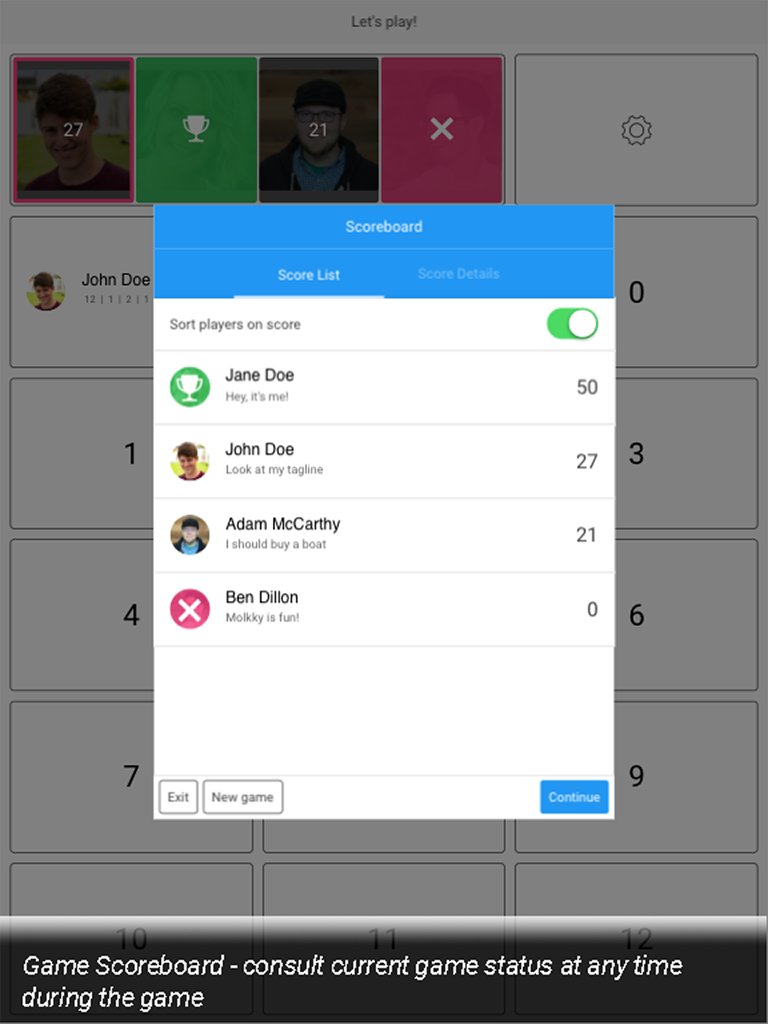 Let's play!
27
21
John Doe
12 | 1 | 2 | 1
0
Scoreboard
Score List Score Details
Sort players on score
Jane Doe 50
Hey, it's me!
John Doe 27
Look at my tagline
Adam McCarthy 21
I should buy a boat
Ben Dillon 0
Molkky is fun!
1 3
4 6
7 9
Exit New game Continue
10 11 12
Game Scoreboard - consult current game status at any time
during the game